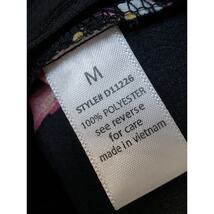 M
STYLE# D11226
100% POLYESTER
see reverse
for care
made in vietnam